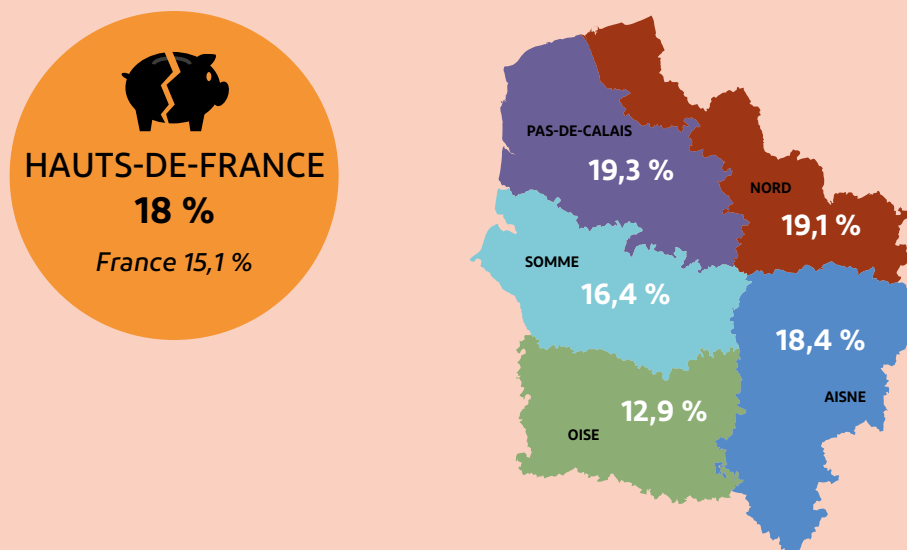 HAUTS-DE-FRANCE
18 %
France 15,1 %
PAS-DE-CALAIS
19,3 %
NORD
19,1 %
SOMME
16,4 %
18,4 %
AISNE
12,9 %
OISE